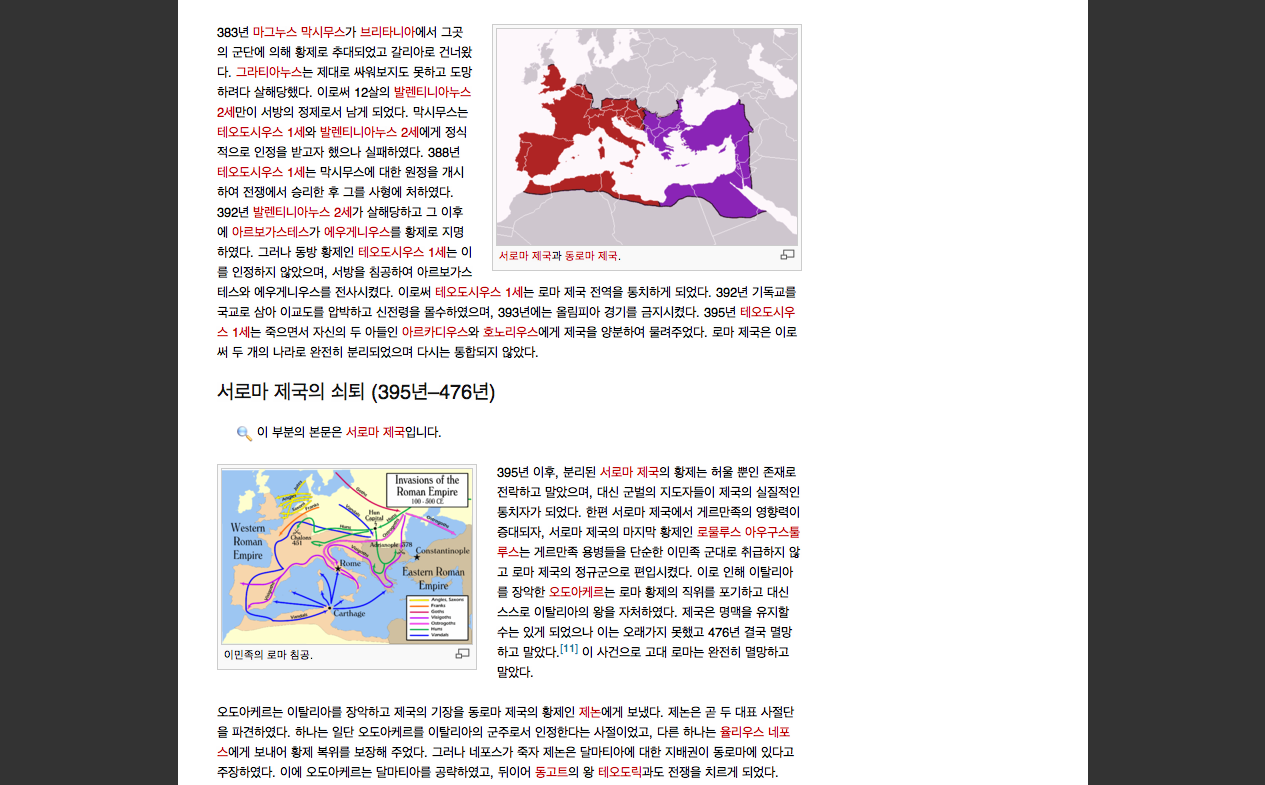 383년 마그누스 막시무스가 브리타니아에서 그곳
의 군단에 의해 황제로 추대되었고 갈리아로 건너왔
다. 그라티아누스는 제대로 싸워보지도 못하고 도망
하려다 살해당했다. 이로써 12살의 발렌티니아누스
2세만이 서방의 정제로서 남게 되었다. 막시무스는
테오도시우스 1세와 발렌티니아누스 2세에게 정식
적으로 인정을 받고자 했으나 실패하였다. 388년
테오도시우스 1세는 막시무스에 대한 원정을 개시
하여 전쟁에서 승리한 후 그를 사형에 처하였다.
392년 발렌티니아누스 2세가 살해당하고 그 이후
에 아르보가스테스가 에우게니우스를 황제로 지명
하였다. 그러나 동방 황제인 테오도시우스 1세는 이
를 인정하지 않았으며, 서방을 침공하여 아르보가스
테스와 에우게니우스를 전사시켰다. 이로써 테오도시우스 1세는 로마 제국 전역을 통치하게 되었다. 392년 기독교를
국교로 삼아 이교도를 압박하고 신전령을 몰수하였으며, 393년에는 올림피아 경기를 금지시켰다. 395년 테오도시우
스 1세는 죽으면서 자신의 두 아들인 아르카디우스와 호노리우스에게 제국을 양분하여 물려주었다. 로마 제국은 이로
써 두 개의 나라로 완전히 분리되었으며 다시는 통합되지 않았다.
서로마 제국과 동로마 제국.
서로마 제국의 쇠퇴 (395년–476년)
이 부분의 본문은 서로마 제국입니다.
Invasions of the
Roman Empire
100 - 500 CE
Angles
Jutes
Saxons
Franks
Goths
Vandals
Hun
Capital
Huns
Huns
Ostrogoths
Ostrogoths
Western
Roman
Empire
Chalons
451
Adrianople 378
Visigoths
Constantinople
Rome
Eastern Roman
Empire
Visigoths
Vandals
Carthage
Angles, Saxons
Franks
Goths
Visigoths
Ostrogoths
Huns
Vandals
이민족의 로마 침공.
395년 이후, 분리된 서로마 제국의 황제는 허울 뿐인 존재로
전락하고 말았으며, 대신 군벌의 지도자들이 제국의 실질적인
통치자가 되었다. 한편 서로마 제국에서 게르만족의 영향력이
증대되자, 서로마 제국의 마지막 황제인 로물루스 아우구스툴
루스는 게르만족 용병들을 단순한 이민족 군대로 취급하지 않
고 로마 제국의 정규군으로 편입시켰다. 이로 인해 이탈리아
를 장악한 오도아케르는 로마 황제의 직위를 포기하고 대신
스스로 이탈리아의 왕을 자처하였다. 제국은 명맥을 유지할
수는 있게 되었으나 이는 오래가지 못했고 476년 결국 멸망
하고 말았다.[11] 이 사건으로 고대 로마는 완전히 멸망하고
말았다.
오도아케르는 이탈리아를 장악하고 제국의 기장을 동로마 제국의 황제인 제논에게 보냈다. 제논은 곧 두 대표 사절단
을 파견하였다. 하나는 일단 오도아케르를 이탈리아의 군주로서 인정한다는 사절이었고, 다른 하나는 율리우스 네포
스에게 보내어 황제 복위를 보장해 주었다. 그러나 네포스가 죽자 제논은 달마티아에 대한 지배권이 동로마에 있다고
주장하였다. 이에 오도아케르는 달마티아를 공략하였고, 뒤이어 동고트의 왕 테오도릭과도 전쟁을 치르게 되었다.